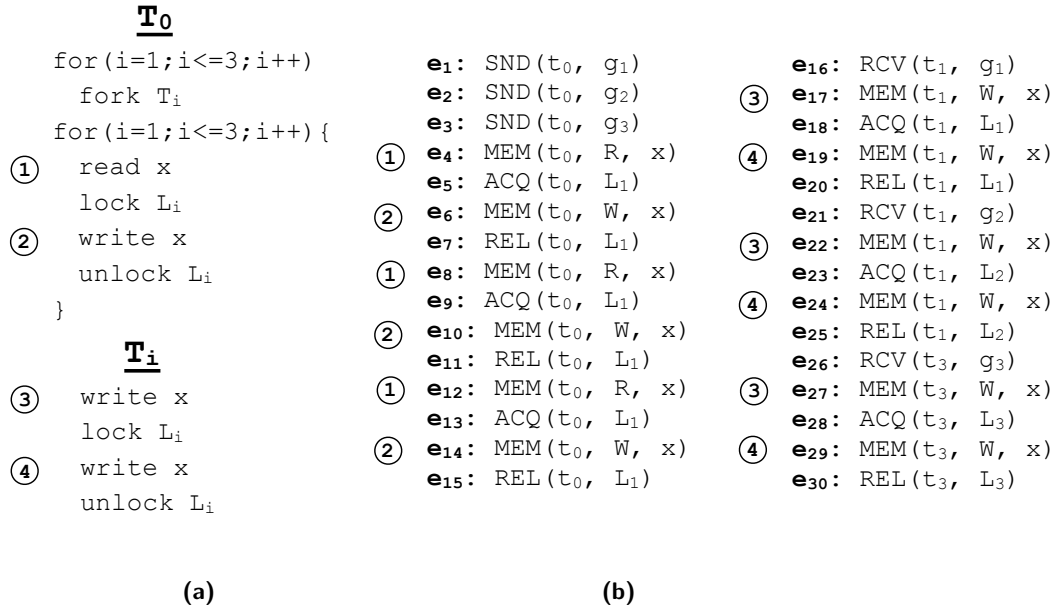 T₀
for(i=1;i<=3;i++)
fork Tᵢ
for(i=1;i<=3;i++){
① read x
lock Lᵢ
② write x
unlock Lᵢ
}
Tᵢ
③ write x
lock Lᵢ
④ write x
unlock Lᵢ
(a)
e₁: SND(t₀, g₁)
e₂: SND(t₀, g₂)
e₃: SND(t₀, g₃)
① e₄: MEM(t₀, R, x)
e₅: ACQ(t₀, L₁)
② e₆: MEM(t₀, W, x)
e₇: REL(t₀, L₁)
① e₈: MEM(t₀, R, x)
e₉: ACQ(t₀, L₁)
② e₁₀: MEM(t₀, W, x)
e₁₁: REL(t₀, L₁)
① e₁₂: MEM(t₀, R, x)
e₁₃: ACQ(t₀, L₁)
② e₁₄: MEM(t₀, W, x)
e₁₅: REL(t₀, L₁)
e₁₆: RCV(t₁, g₁)
③ e₁₇: MEM(t₁, W, x)
e₁₈: ACQ(t₁, L₁)
④ e₁₉: MEM(t₁, W, x)
e₂₀: REL(t₁, L₁)
e₂₁: RCV(t₁, g₂)
③ e₂₂: MEM(t₁, W, x)
e₂₃: ACQ(t₁, L₂)
④ e₂₄: MEM(t₁, W, x)
e₂₅: REL(t₁, L₂)
e₂₆: RCV(t₃, g₃)
③ e₂₇: MEM(t₃, W, x)
e₂₈: ACQ(t₃, L₃)
④ e₂₉: MEM(t₃, W, x)
e₃₀: REL(t₃, L₃)
(b)